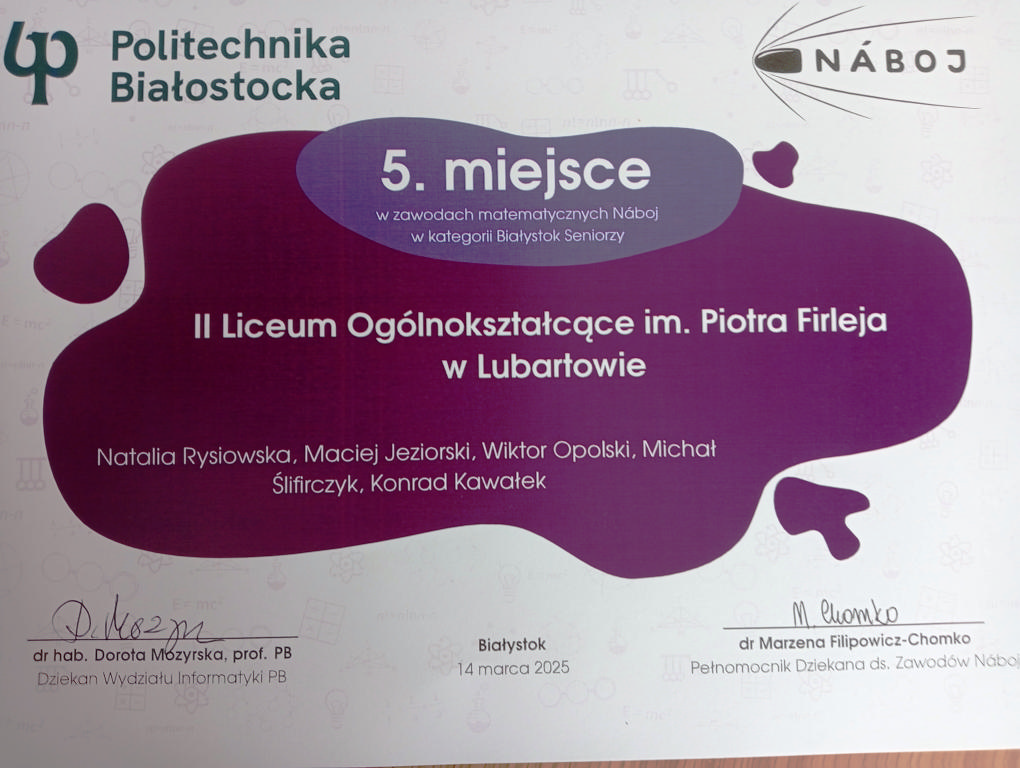 Politechnika
Białostocka
NÁBOJ
5. miejsce
w zawodach matematycznych Náboj
w kategorii Białystok Seniorzy
II Liceum Ogólnokształcące im. Piotra Firleja
w Lubartowie
Natalia Rysiowska, Maciej Jeziorski, Wiktor Opolski, Michał
Ślifirczyk, Konrad Kawałek
M. Chomko
dr hab. Dorota Mozyrska, prof. PB
Dziekan Wydziału Informatyki PB
Białystok
14 marca 2025
dr Marzena Filipowicz-Chomko
Pełnomocnik Dziekana ds. Zawodów Náboj